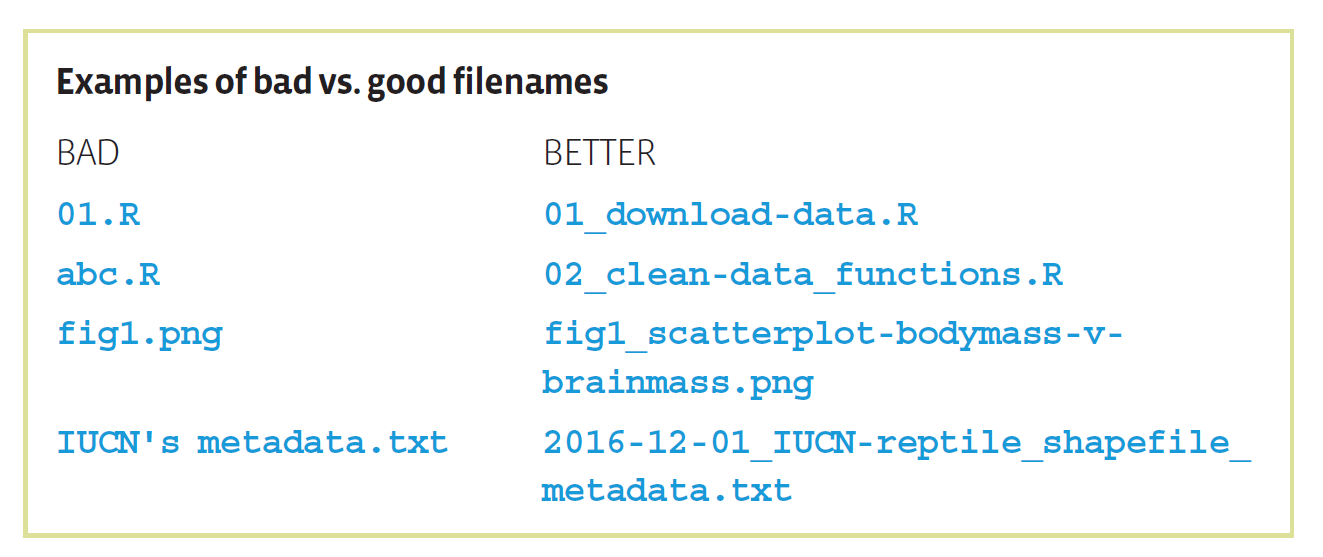 Examples of bad vs. good filenames
BAD BETTER
01.R 01_download-data.R
abc.R 02_clean-data_functions.R
fig1.png fig1_scatterplot-bodymass-v-
brainmass.png
IUCN's metadata.txt 2016-12-01_IUCN-reptile_shapefile_
metadata.txt